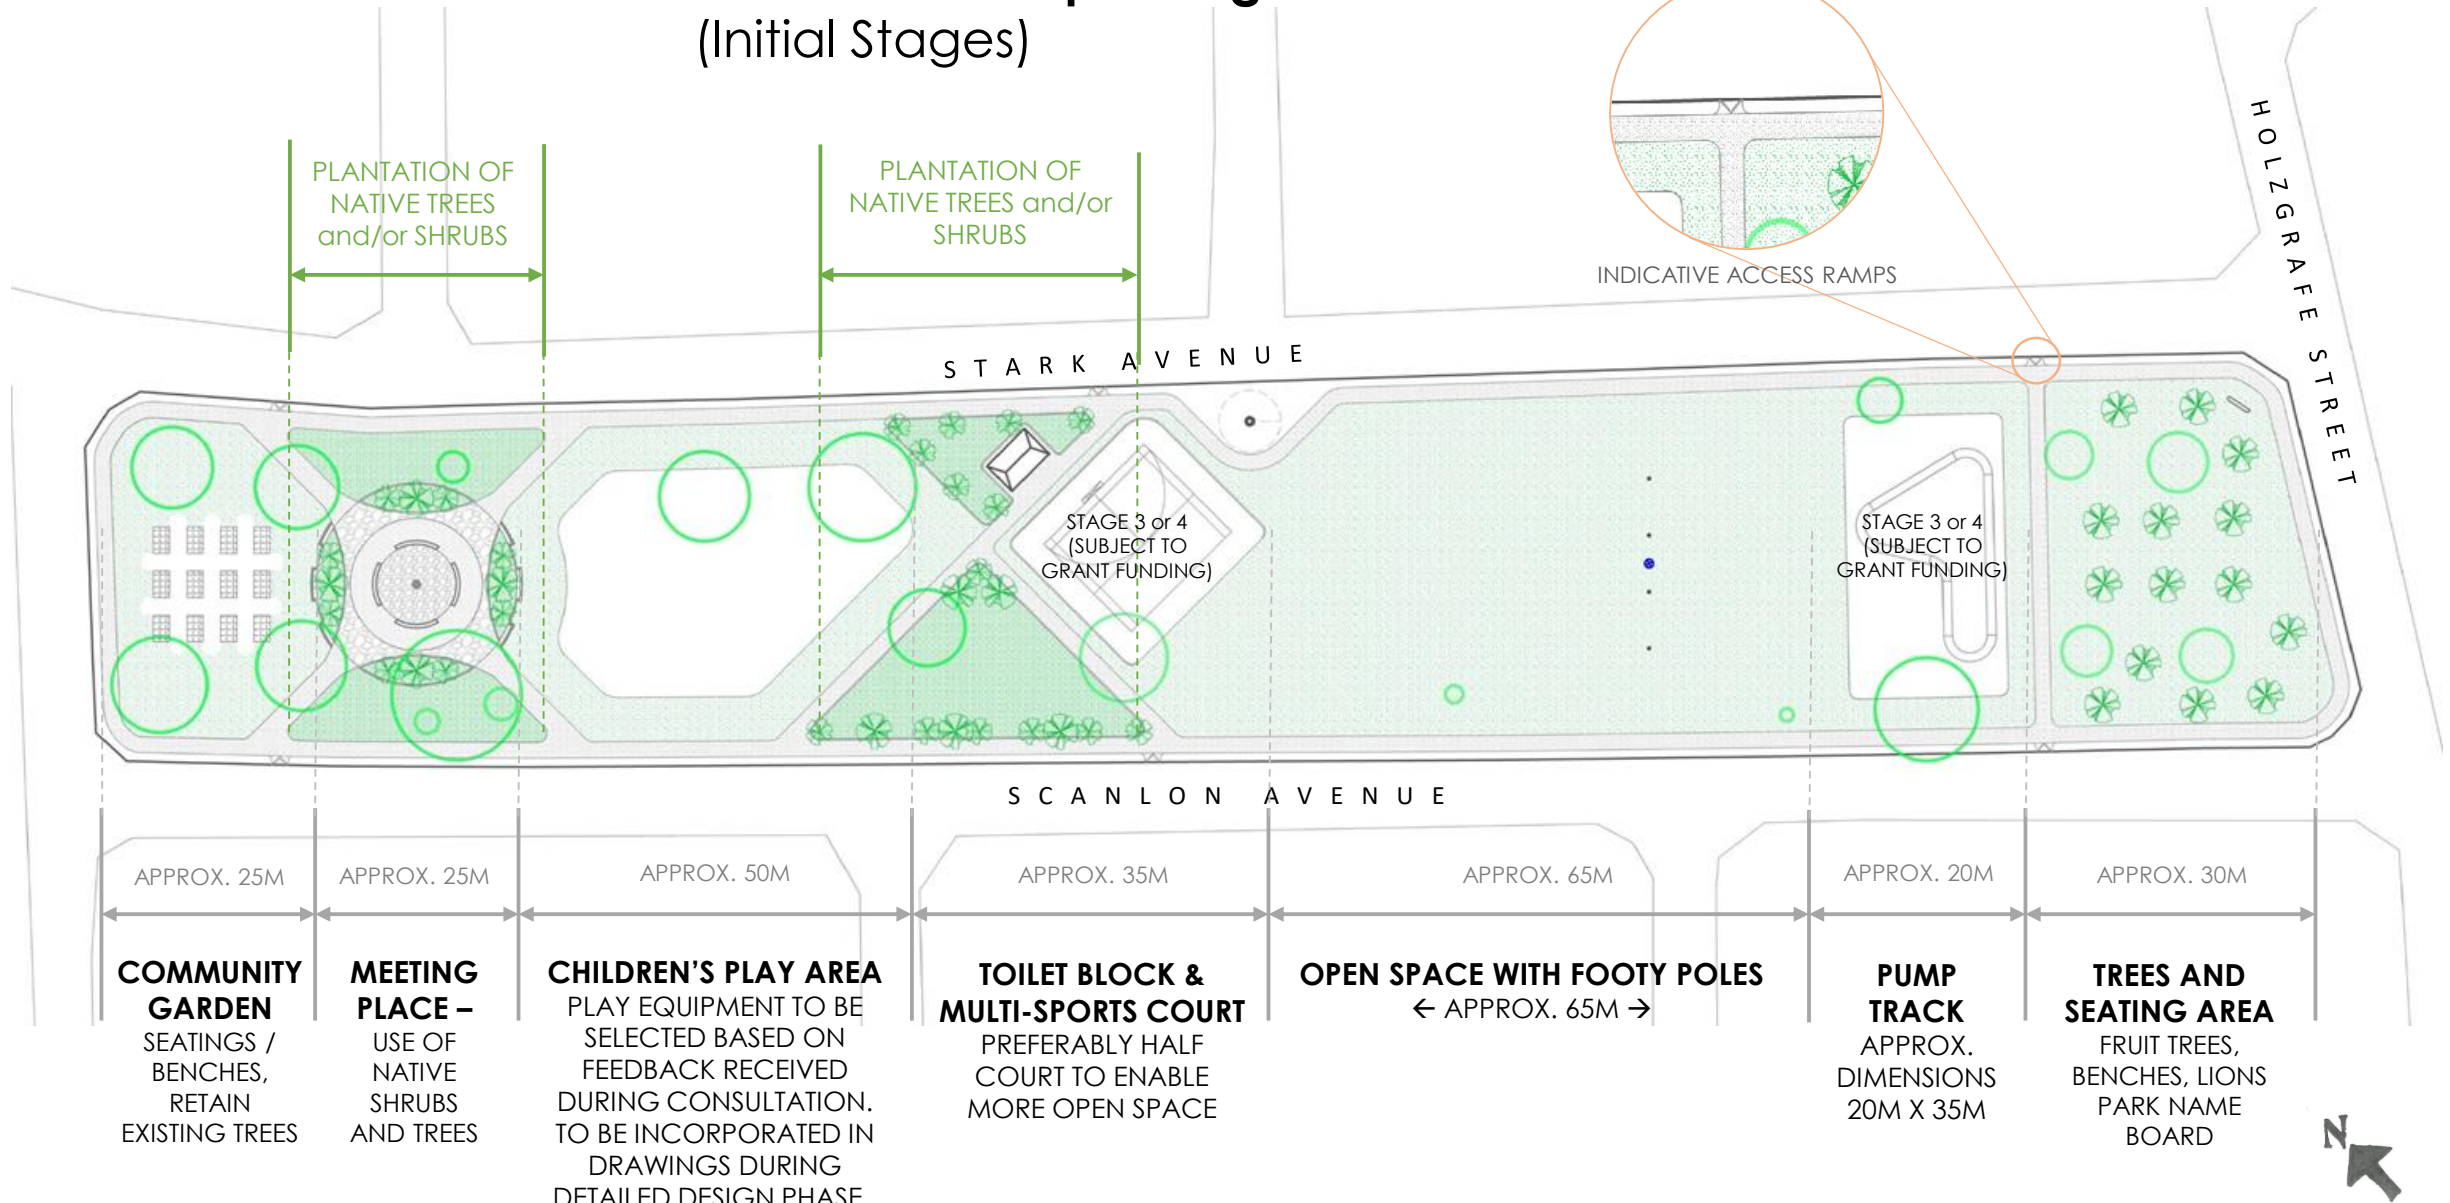 (Initial Stages)
PLANTATION OF
NATIVE TREES
and/or SHRUBS
PLANTATION OF
NATIVE TREES and/or
SHRUBS
INDICATIVE ACCESS RAMPS
HOLZGRAFE STREET
STARK AVENUE
STAGE 3 or 4
(SUBJECT TO
GRANT FUNDING)
STAGE 3 or 4
(SUBJECT TO
GRANT FUNDING)
SCANLON AVENUE
APPROX. 25M
APPROX. 25M
APPROX. 50M
APPROX. 35M
APPROX. 65M
APPROX. 20M
APPROX. 30M
COMMUNITY
GARDEN
SEATINGS /
BENCHES,
RETAIN
EXISTING TREES
MEETING
PLACE –
USE OF
NATIVE
SHRUBS
AND TREES
CHILDREN'S PLAY AREA
PLAY EQUIPMENT TO BE
SELECTED BASED ON
FEEDBACK RECEIVED
DURING CONSULTATION.
TO BE INCORPORATED IN
DRAWINGS DURING
DETAILED DESIGN PHASE
TOILET BLOCK &
MULTI-SPORTS COURT
PREFERABLY HALF
COURT TO ENABLE
MORE OPEN SPACE
OPEN SPACE WITH FOOTY POLES
← APPROX. 65M →
PUMP
TRACK
APPROX.
DIMENSIONS
20M X 35M
TREES AND
SEATING AREA
FRUIT TREES,
BENCHES, LIONS
PARK NAME
BOARD
N